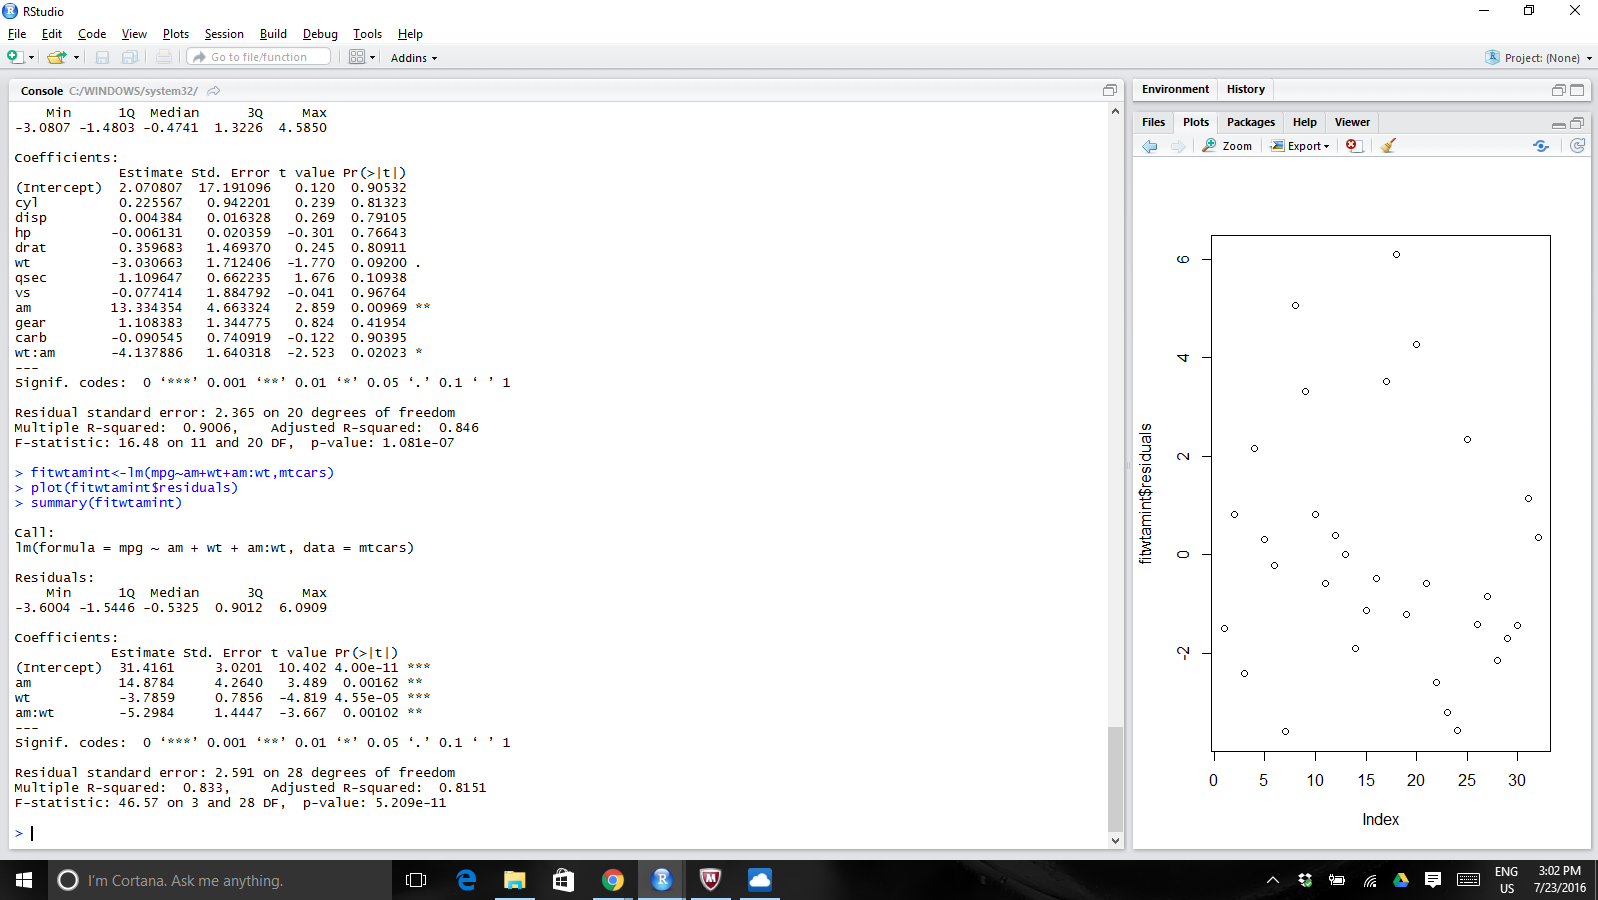 RStudio
File Edit Code View Plots Session Build Debug Tools Help
Go to file/function Addins Project: (None)
Console C:/WINDOWS/system32/
    Min      1Q  Median      3Q     Max
-3.0807 -1.4803 -0.4741  1.3226  4.5850
Coefficients:
             Estimate Std. Error t value Pr(>|t|)
(Intercept)  2.070807  17.191096   0.120  0.90532
cyl          0.225567   0.942201   0.239  0.81323
disp         0.004384   0.016328   0.269  0.79105
hp          -0.006131   0.020359  -0.301  0.76643
drat         0.359683   1.469370   0.245  0.80911
wt          -3.030663   1.712406  -1.770  0.09200 .
qsec         1.109647   0.662235   1.676  0.10938
vs          -0.077414   1.884792  -0.041  0.96764
am          13.334354   4.663324   2.859  0.00969 **
gear         1.108383   1.344775   0.824  0.41954
carb        -0.090545   0.740919  -0.122  0.90395
wt:am       -4.137886   1.640318  -2.523  0.02023 *
---
Signif. codes:  0 ‘***’ 0.001 ‘**’ 0.01 ‘*’ 0.05 ‘.’ 0.1 ‘ ’ 1
Residual standard error: 2.365 on 20 degrees of freedom
Multiple R-squared:  0.9006,    Adjusted R-squared:  0.846
F-statistic: 16.48 on 11 and 20 DF,  p-value: 1.081e-07
> fitwtamint<-lm(mpg~am+wt+am:wt,mtcars)
> plot(fitwtamint$residuals)
> summary(fitwtamint)
Call:
lm(formula = mpg ~ am + wt + am:wt, data = mtcars)
Residuals:
    Min      1Q  Median      3Q     Max
-3.6004 -1.5446 -0.5325  0.9012  6.0909
Coefficients:
            Estimate Std. Error t value Pr(>|t|)
(Intercept)  31.4161     3.0201  10.402 4.00e-11 ***
am           14.8784     4.2640   3.489  0.00162 **
wt           -3.7859     0.7856  -4.819 4.55e-05 ***
am:wt        -5.2984     1.4447  -3.667  0.00102 **
---
Signif. codes:  0 ‘***’ 0.001 ‘**’ 0.01 ‘*’ 0.05 ‘.’ 0.1 ‘ ’ 1
Residual standard error: 2.591 on 28 degrees of freedom
Multiple R-squared:  0.833,     Adjusted R-squared:  0.8151
F-statistic: 46.57 on 3 and 28 DF,  p-value: 5.209e-11
>
Environment History
Files Plots Packages Help Viewer
Zoom Export
6
4
2
0
-2
fitwtamint$residuals
0 5 10 15 20 25 30
Index
I'm Cortana. Ask me anything.
ENG
US
3:02 PM
7/23/2016